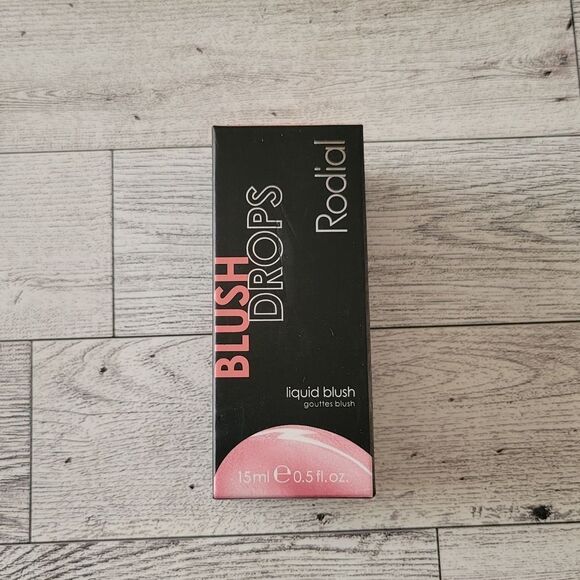 Rodial
BLUSH
DROPS
liquid blush
gouttes blush
15ml e 0.5 fl.oz.